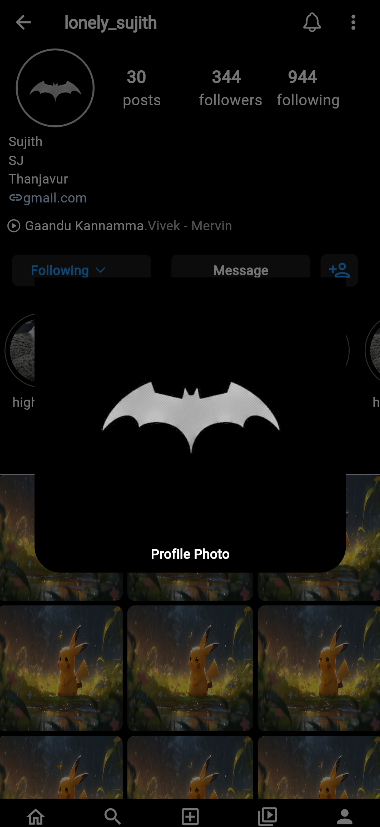 lonely_sujith
30 344 944
posts followers following
Sujith
SJ
Thanjavur
gmail.com
Gaandu Kannamma.Vivek - Mervin
Following Message
high
Profile Photo